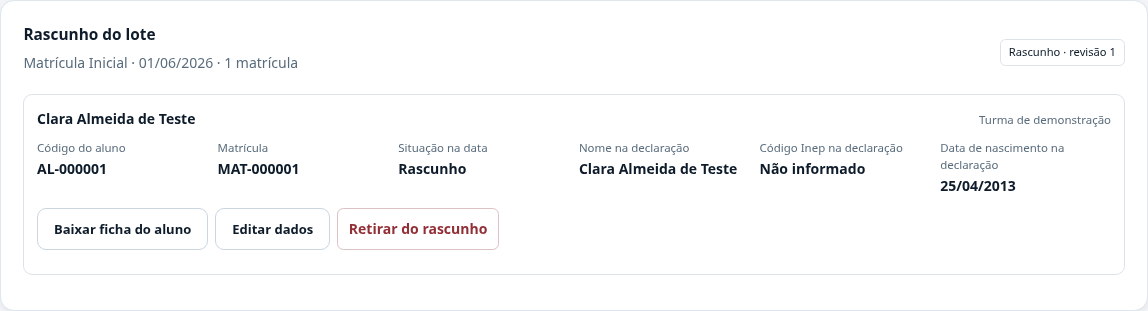 Rascunho do lote
Matrícula Inicial · 01/06/2026 · 1 matrícula
Rascunho · revisão 1
Clara Almeida de Teste
Turma de demonstração
Código do aluno
AL-000001
Matrícula
MAT-000001
Situação na data
Rascunho
Nome na declaração
Clara Almeida de Teste
Código Inep na declaração
Não informado
Data de nascimento na
declaração
25/04/2013
Baixar ficha do aluno
Editar dados
Retirar do rascunho